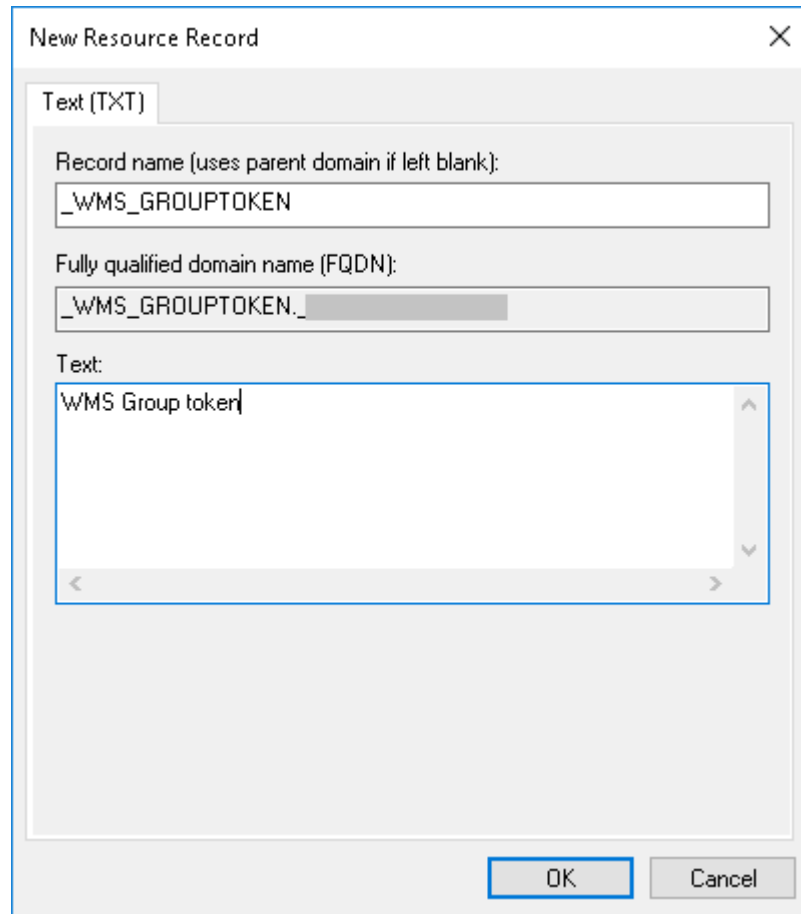 New Resource Record
Text (TXT)
Record name (uses parent domain if left blank):
_WMS_GROUPTOKEN
Fully qualified domain name (FQDN):
_WMS_GROUPTOKEN._
Text:
WMS Group token
OK Cancel